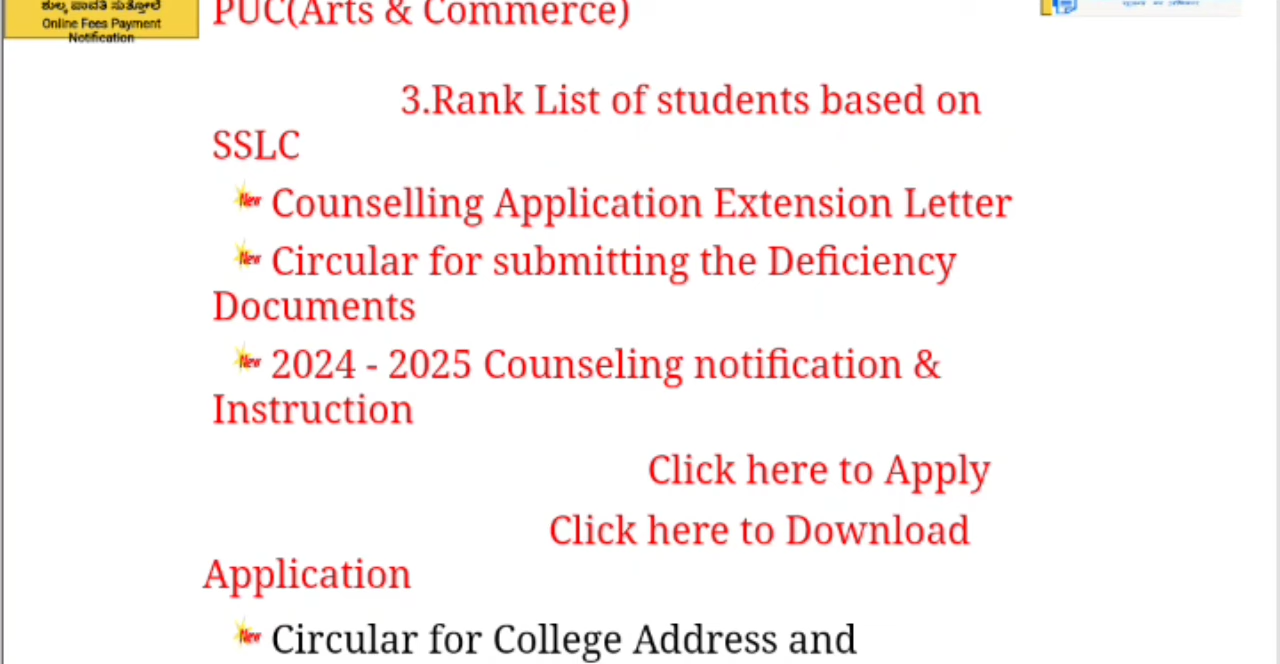 ಶುಲ್ಕ ಪಾವತಿ ಸುತ್ತೋಲೆ
Online Fees Payment
Notification
PUC(Arts & Commerce)
3.Rank List of students based on
SSLC
New Counselling Application Extension Letter
New Circular for submitting the Deficiency
Documents
New 2024 - 2025 Counseling notification &
Instruction
Click here to Apply
Click here to Download
Application
New Circular for College Address and